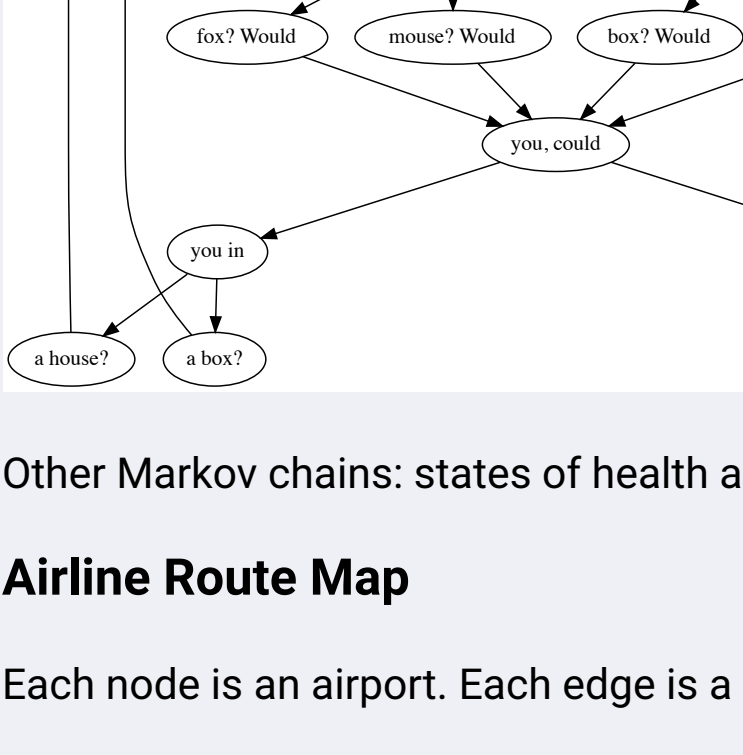 fox? Would
mouse? Would
box? Would
you, could
you in
a house?
a box?
Other Markov chains: states of health a
Airline Route Map
Each node is an airport. Each edge is a